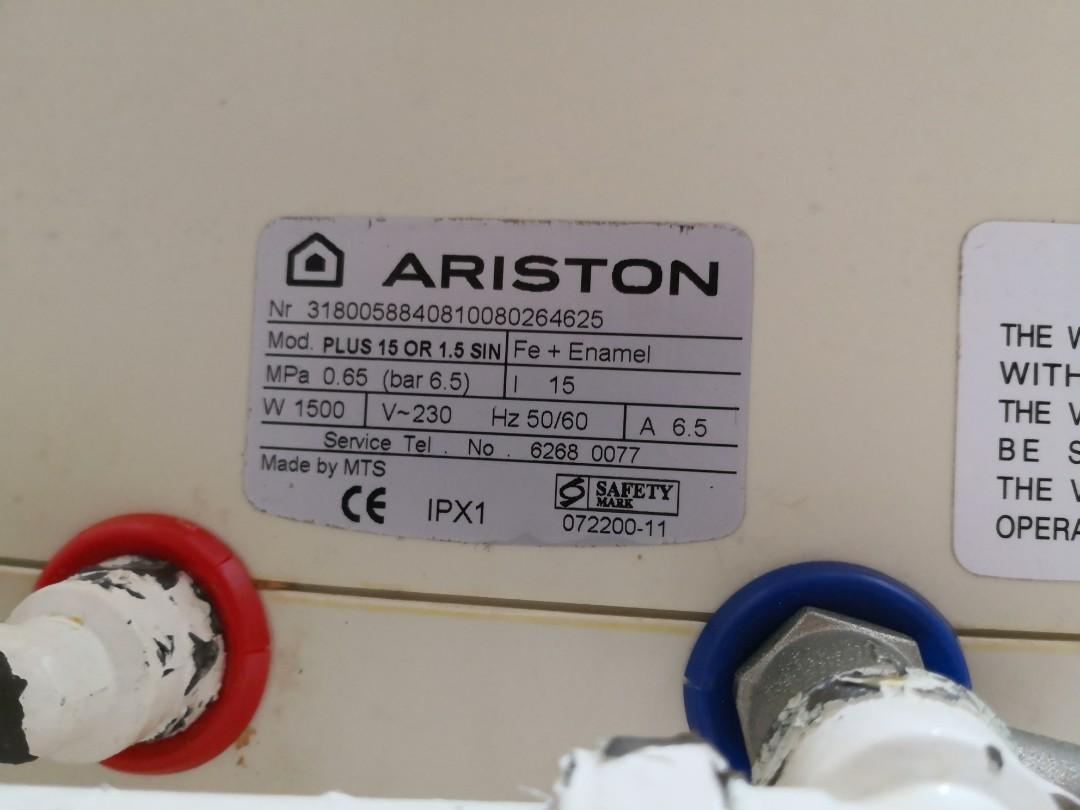 ARISTON
Nr 3180058840810080264625
Mod. PLUS 15 OR 1.5 SIN Fe + Enamel
MPa 0.65 (bar 6.5) l 15
W 1500 V~230 Hz 50/60 A 6.5
Service Tel . No . 6268 0077
Made by MTS
CE IPX1 SAFETY
MARK
072200-11
THE
WITH
THE
BE S
THE
OPERA